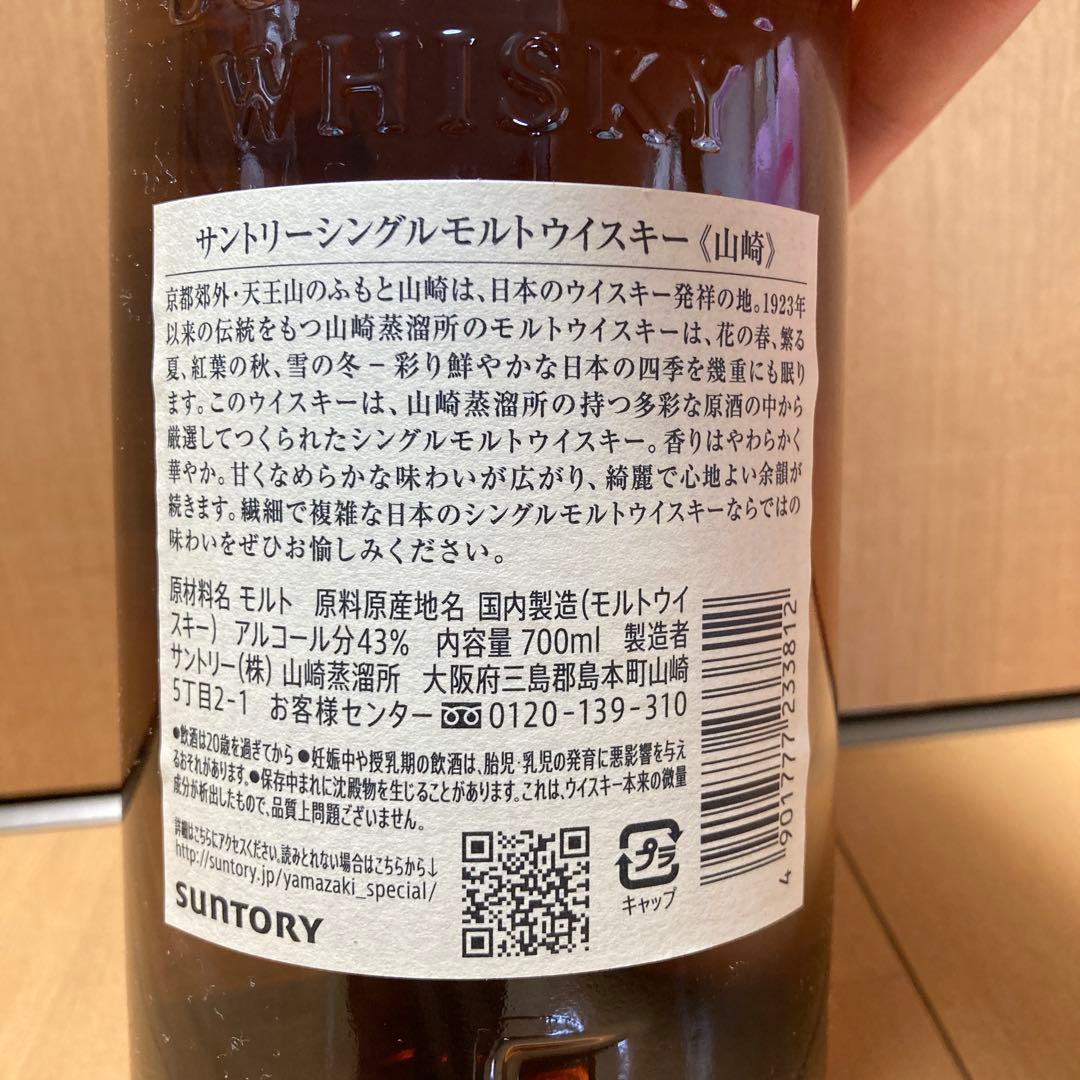 WHISKY
サントリーシングルモルトウイスキー《山崎》
京都郊外・天王山のふもと山崎は、日本のウイスキー発祥の地。1923年
以来の伝統をもつ山崎蒸溜所のモルトウイスキーは、花の春、繁る
夏、紅葉の秋、雪の冬－彩り鮮やかな日本の四季を幾重にも眠り
ます。このウイスキーは、山崎蒸溜所の持つ多彩な原酒の中から
厳選してつくられたシングルモルトウイスキー。香りはやわらかく
華やか。甘くなめらかな味わいが広がり、綺麗で心地よい余韻が
続きます。繊細で複雑な日本のシングルモルトウイスキーならではの
味わいをぜひお愉しみください。
原材料名 モルト 原料原産地名 国内製造(モルトウイ
スキー) アルコール分43% 内容量 700ml 製造者
サントリー(株) 山崎蒸溜所 大阪府三島郡島本町山崎
5丁目2-1 お客様センター 0120-139-310
●飲酒は20歳を過ぎてから ●妊娠中や授乳期の飲酒は、胎児・乳児の発育に悪影響を与え
るおそれがあります。●保存中まれに沈殿物を生じることがあります。これは、ウイスキー本来の微量
成分が析出したもので、品質上問題ございません。
詳細はこちらにアクセスください。読みとれない場合はこちらから↓
http://suntory.jp/yamazaki_special/
SUNTORY
プラ
キャップ
4 901777 233812